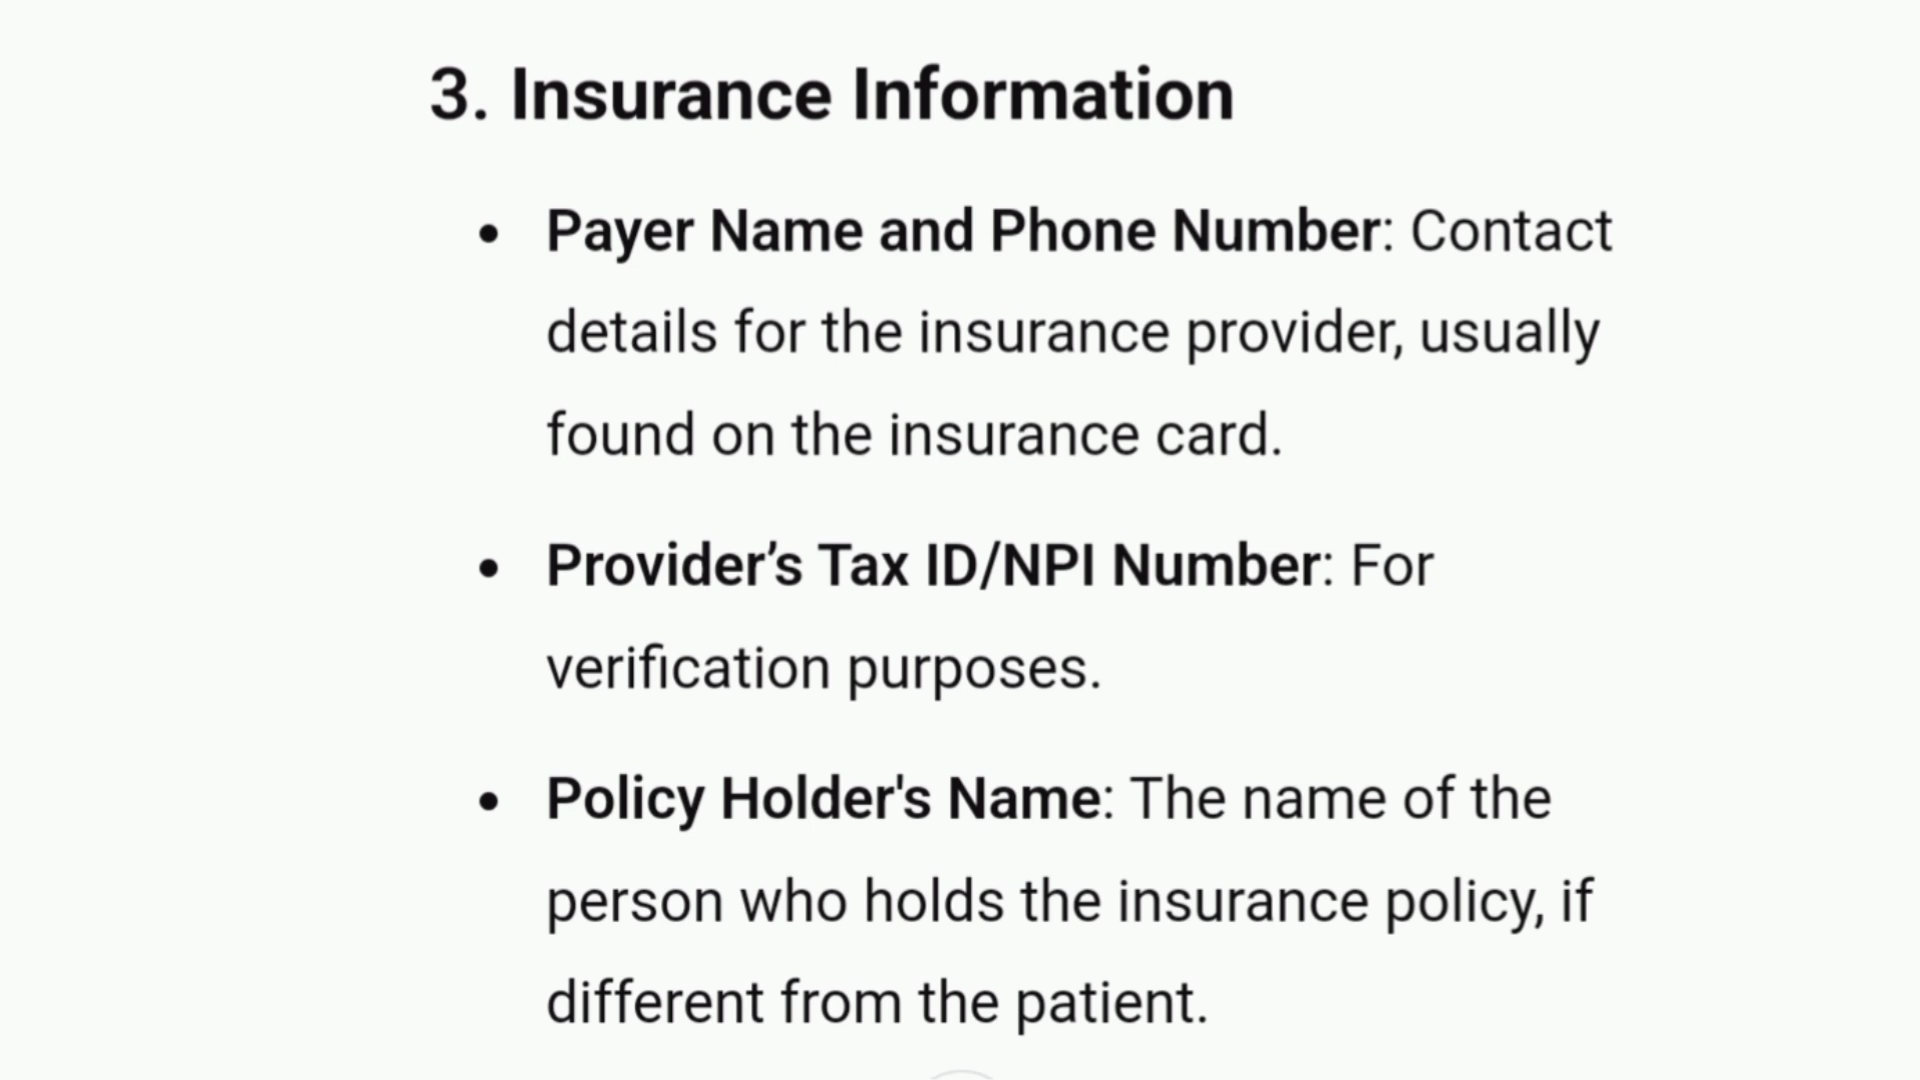 3. Insurance Information
• Payer Name and Phone Number: Contact
details for the insurance provider, usually
found on the insurance card.
• Provider’s Tax ID/NPI Number: For
verification purposes.
• Policy Holder's Name: The name of the
person who holds the insurance policy, if
different from the patient.